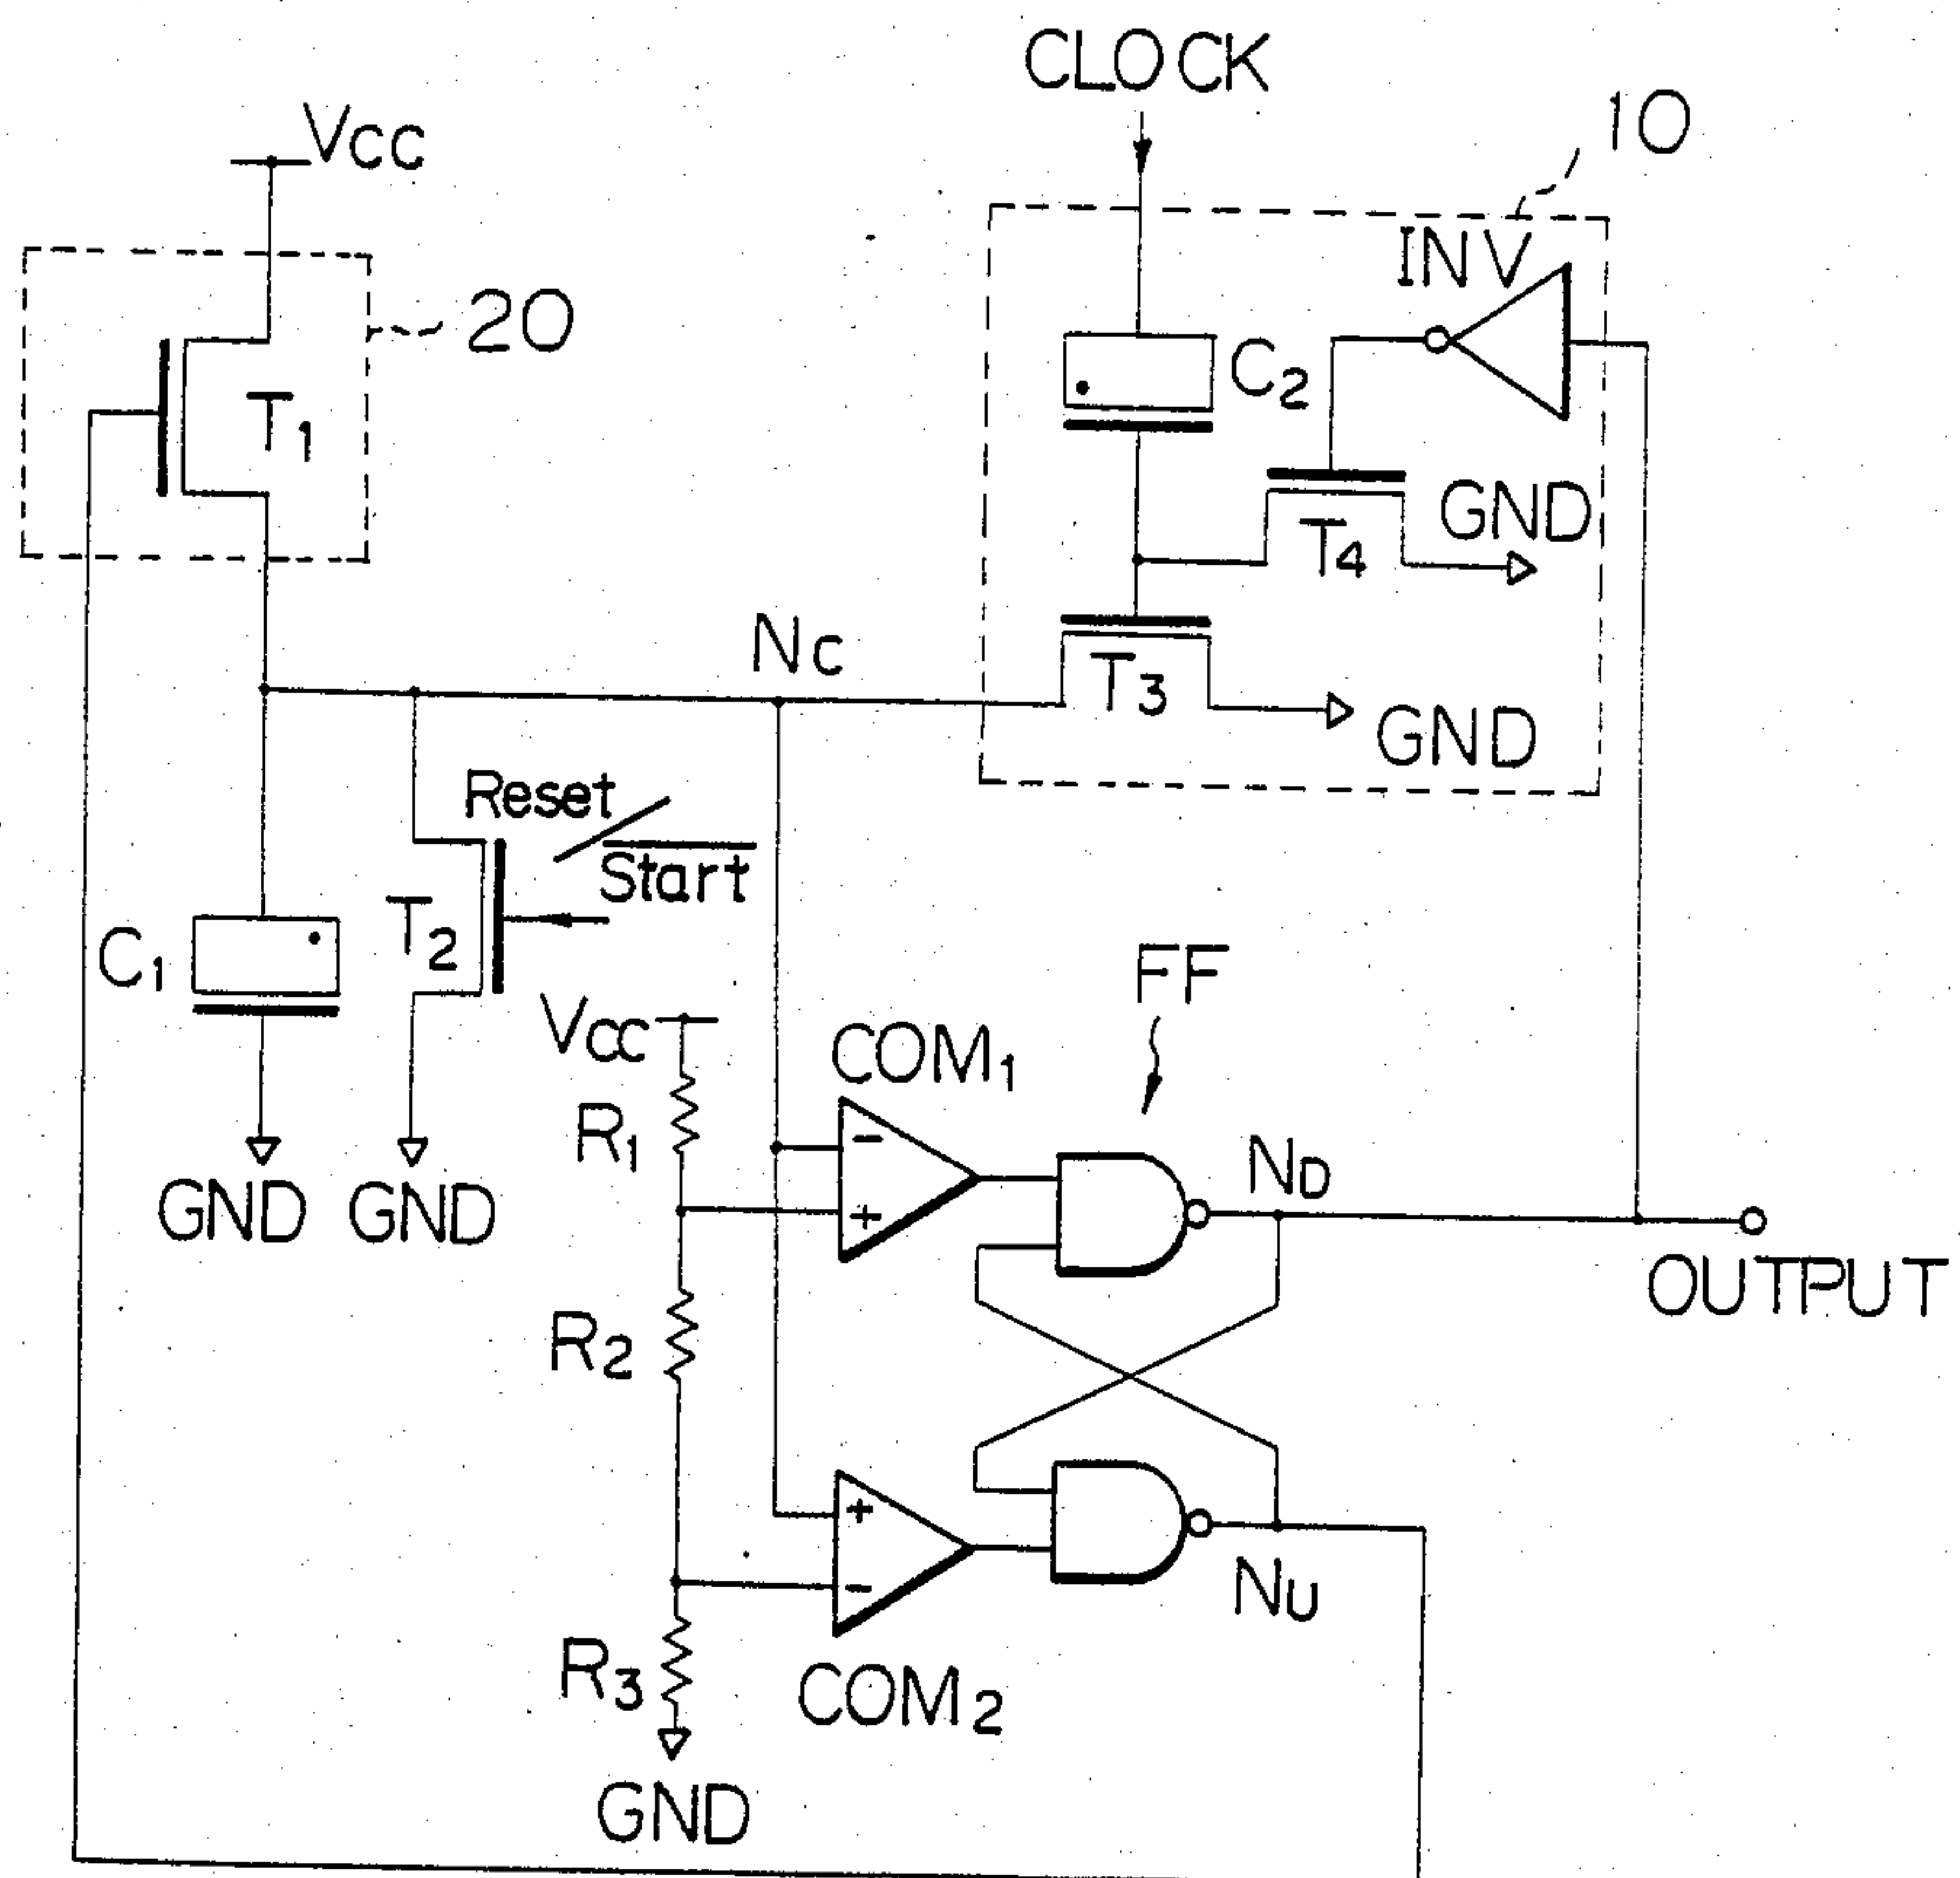 CLOCK
10
Vcc
INV
20
C2
T1
GND
T4
Nc
T3
GND
Reset/Start
C1
T2
FF
Vcc
COM1
R1
−
ND
GND
GND
+
OUTPUT
R2
+
−
NU
R3
COM2
GND